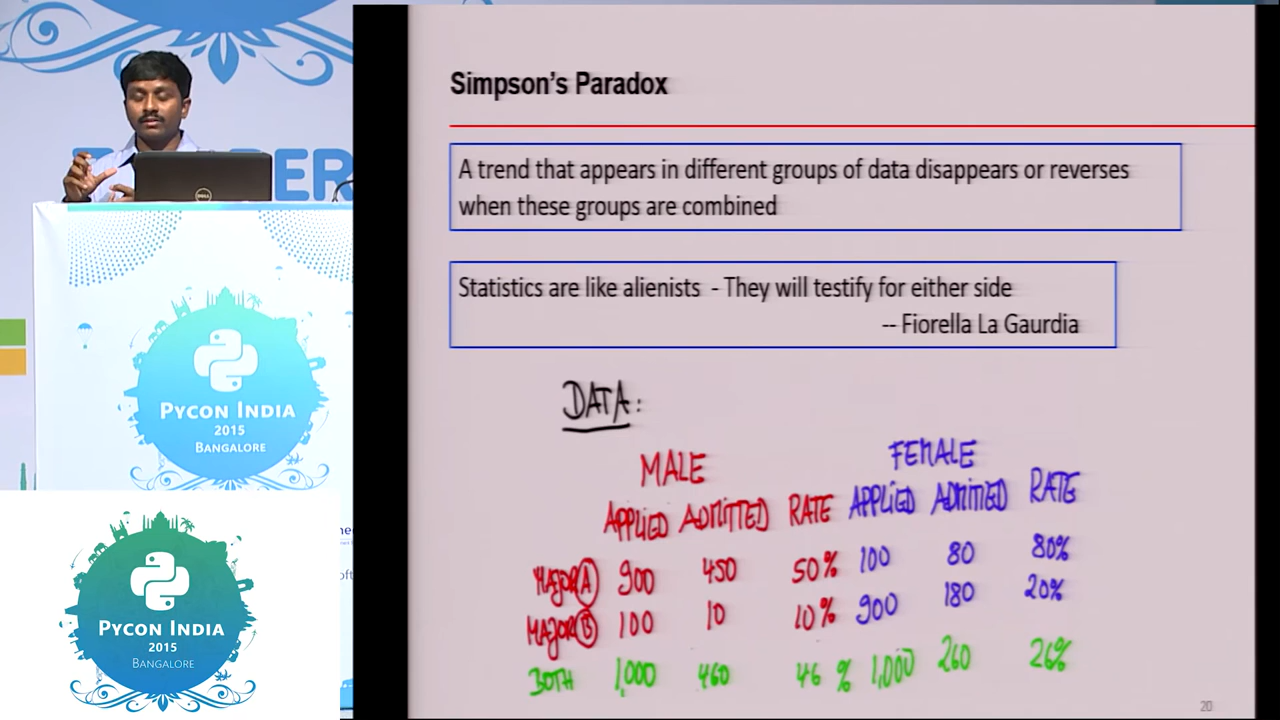 Simpson's Paradox
A trend that appears in different groups of data disappears or reverses
when these groups are combined
Statistics are like alienists - They will testify for either side
-- Fiorella La Gaurdia
DATA:
MALE FEMALE
APPLIED ADMITTED RATE APPLIED ADMITTED RATE
MAJOR A 900 450 50% 100 80 80%
MAJOR B 100 10 10% 900 180 20%
BOTH 1,000 460 46 % 1,000 260 26%
20
ER
DELL
PYCON INDIA
2015
BANGALORE
PYCON INDIA
2015
BANGALORE